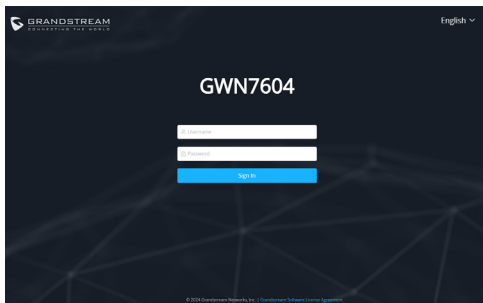 GRANDSTREAM
CONNECTING THE WORLD
English
GWN7604
Username
Password
Sign In
© 2024 Grandstream Networks, Inc. | Grandstream Software License Agreement